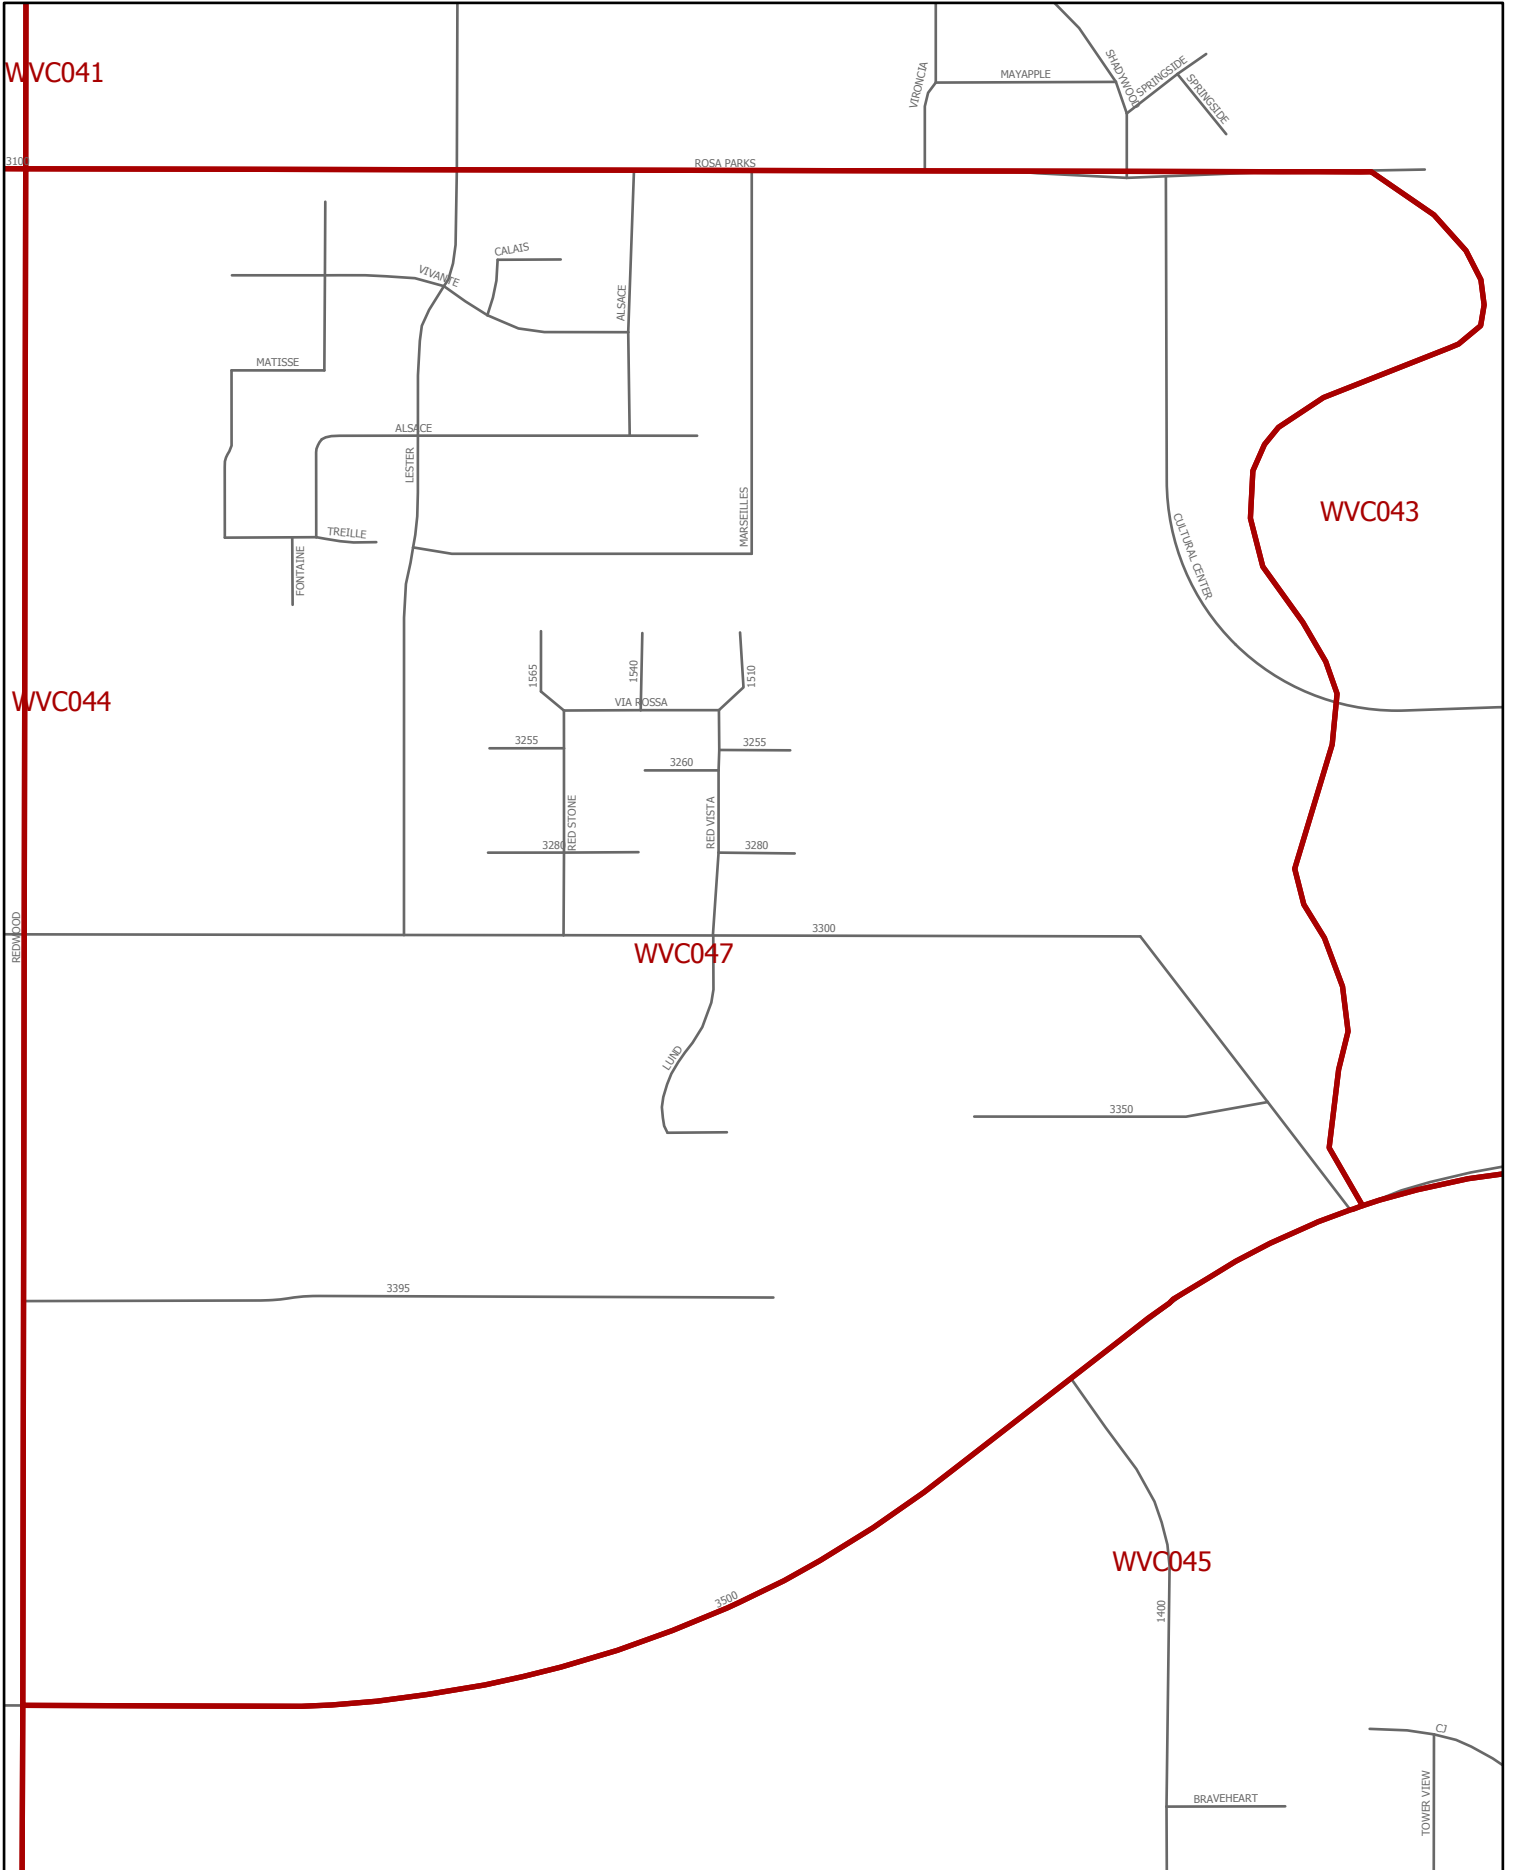 WVC041
VIRONCIA
MAYAPPLE
SHADYWOOD
SPRINGSIDE
SPRINGSIDE
3100
ROSA PARKS
CALAIS
VIVANTE
ALSACE
MATISSE
ALSACE
LESTER
MARSEILLES
WVC043
TREILLE
FONTAINE
CULTURAL CENTER
1565
1540
1510
WVC044
VIA ROSSA
3255
3255
3260
RED STONE
RED VISTA
3280
3280
REDWOOD
3300
WVC047
LUND
3350
3395
3500
WVC045
1400
CJ
BRAVEHEART
TOWER VIEW